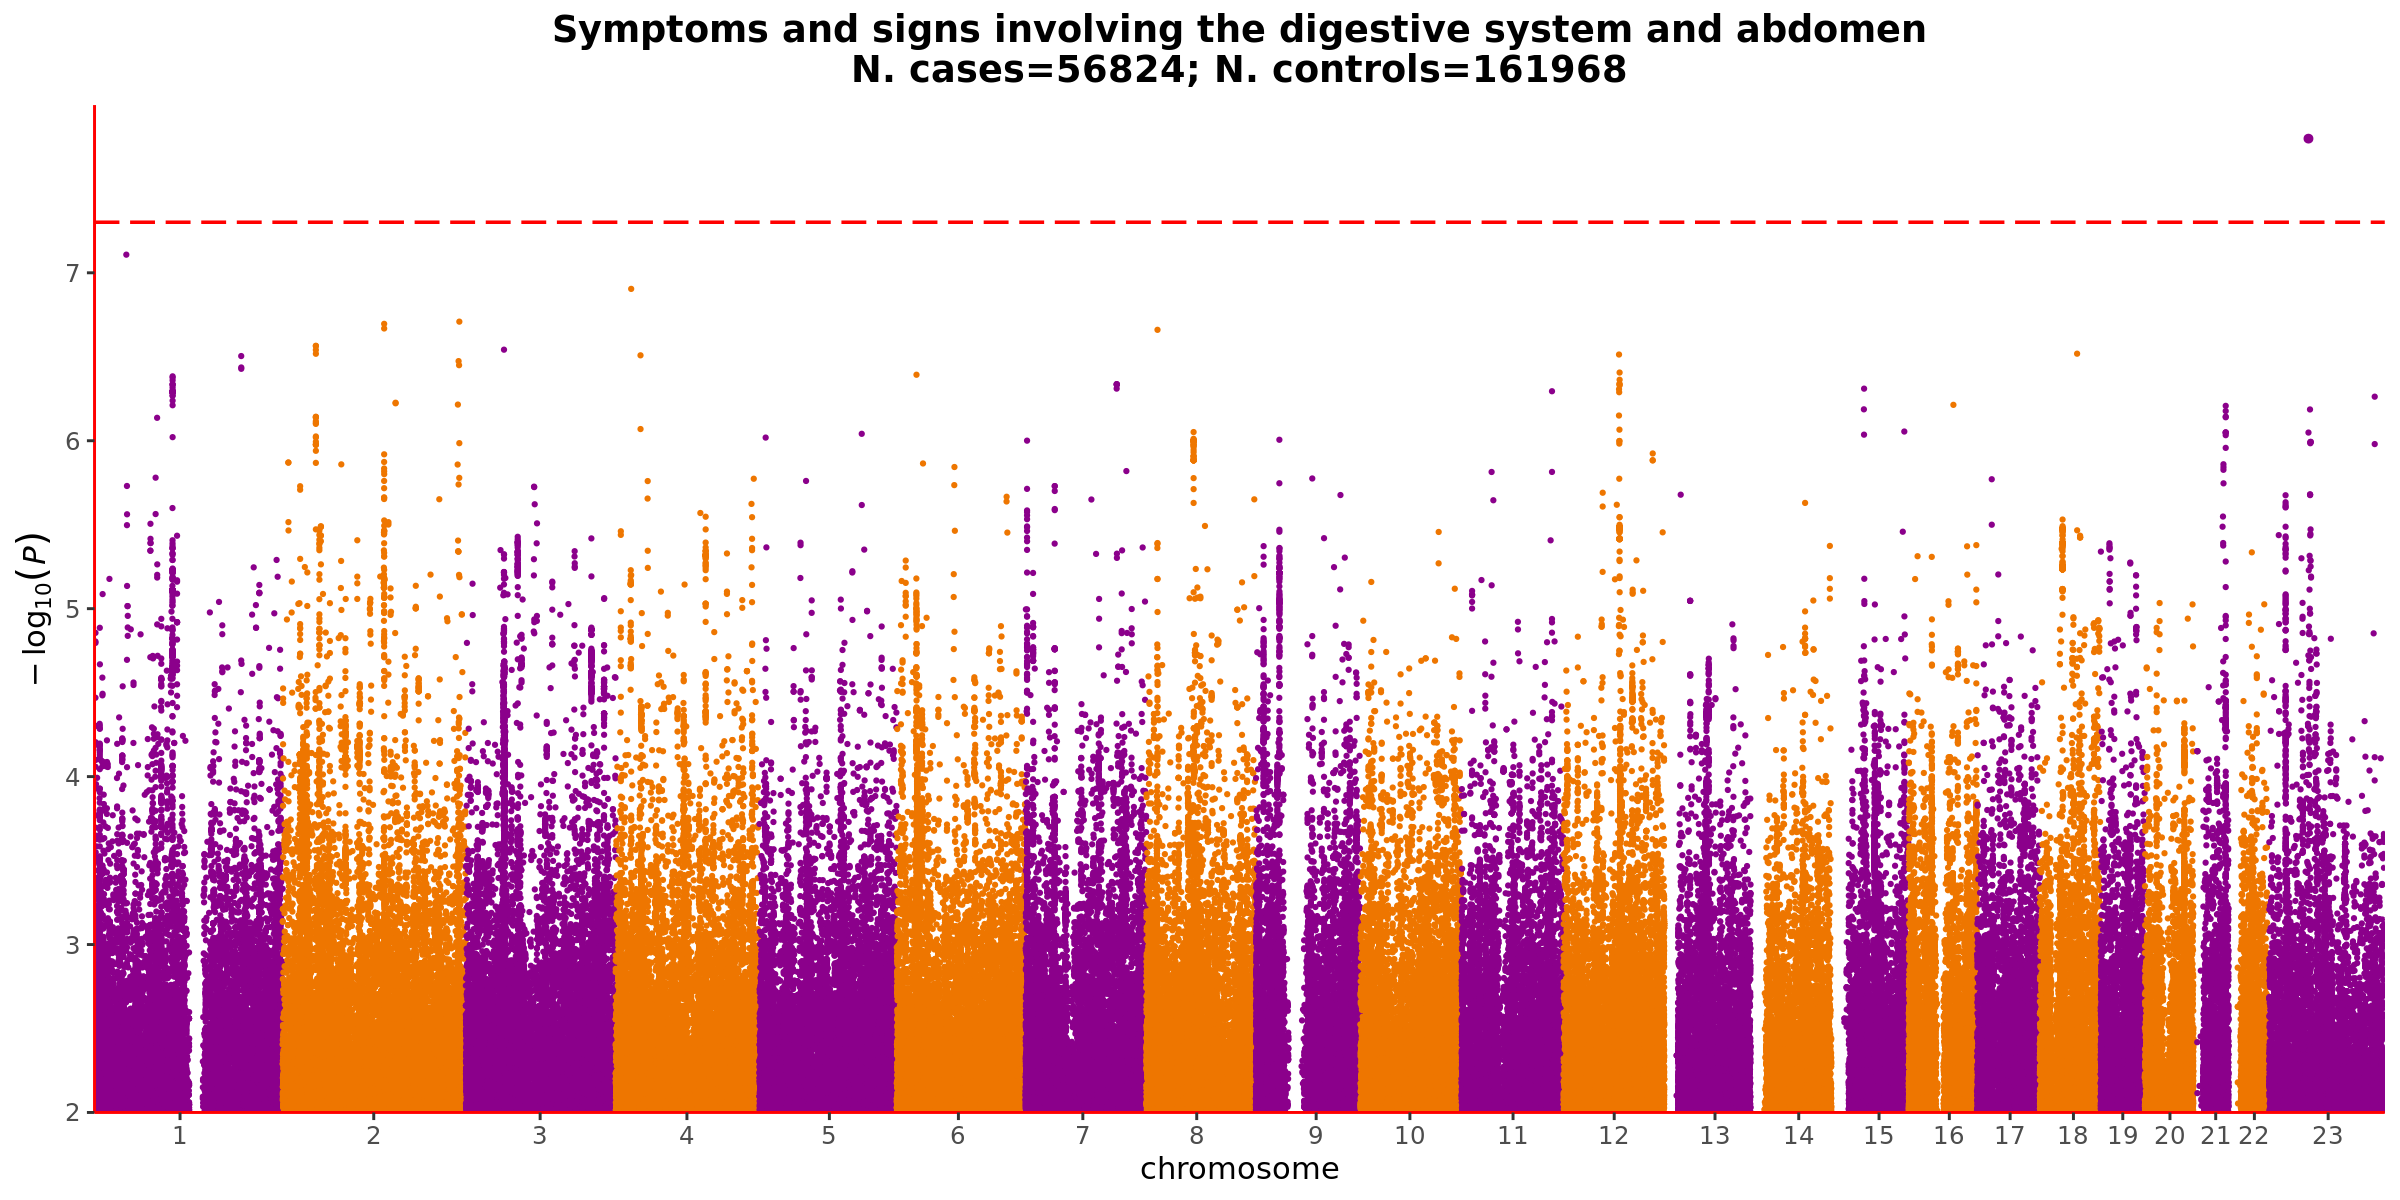 Symptoms and signs involving the digestive system and abdomen
N. cases=56824; N. controls=161968
7
6
5
4
3
2
− log10(P)
1 2 3 4 5 6 7 8 9 10 11 12 13 14 15 16 17 18 19 20 21 22 23
chromosome